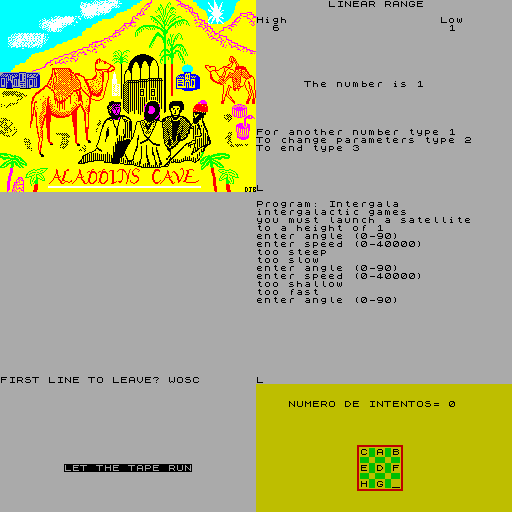 ALADDINS CAVE
DJB
LINEAR RANGE
High Low
6 1
The number is 1
For another number type 1
To change parameters type 2
To end type 3
L
Program: Intergala
intergalactic games
you must launch a satellite
to a height of 1
enter angle (0-90)
enter speed (0-40000)
too steep
too slow
enter angle (0-90)
enter speed (0-40000)
too shallow
too fast
enter angle (0-90)
L
FIRST LINE TO LEAVE? WOSC
LET THE TAPE RUN
NUMERO DE INTENTOS= 0
C A B
E D F
H G _